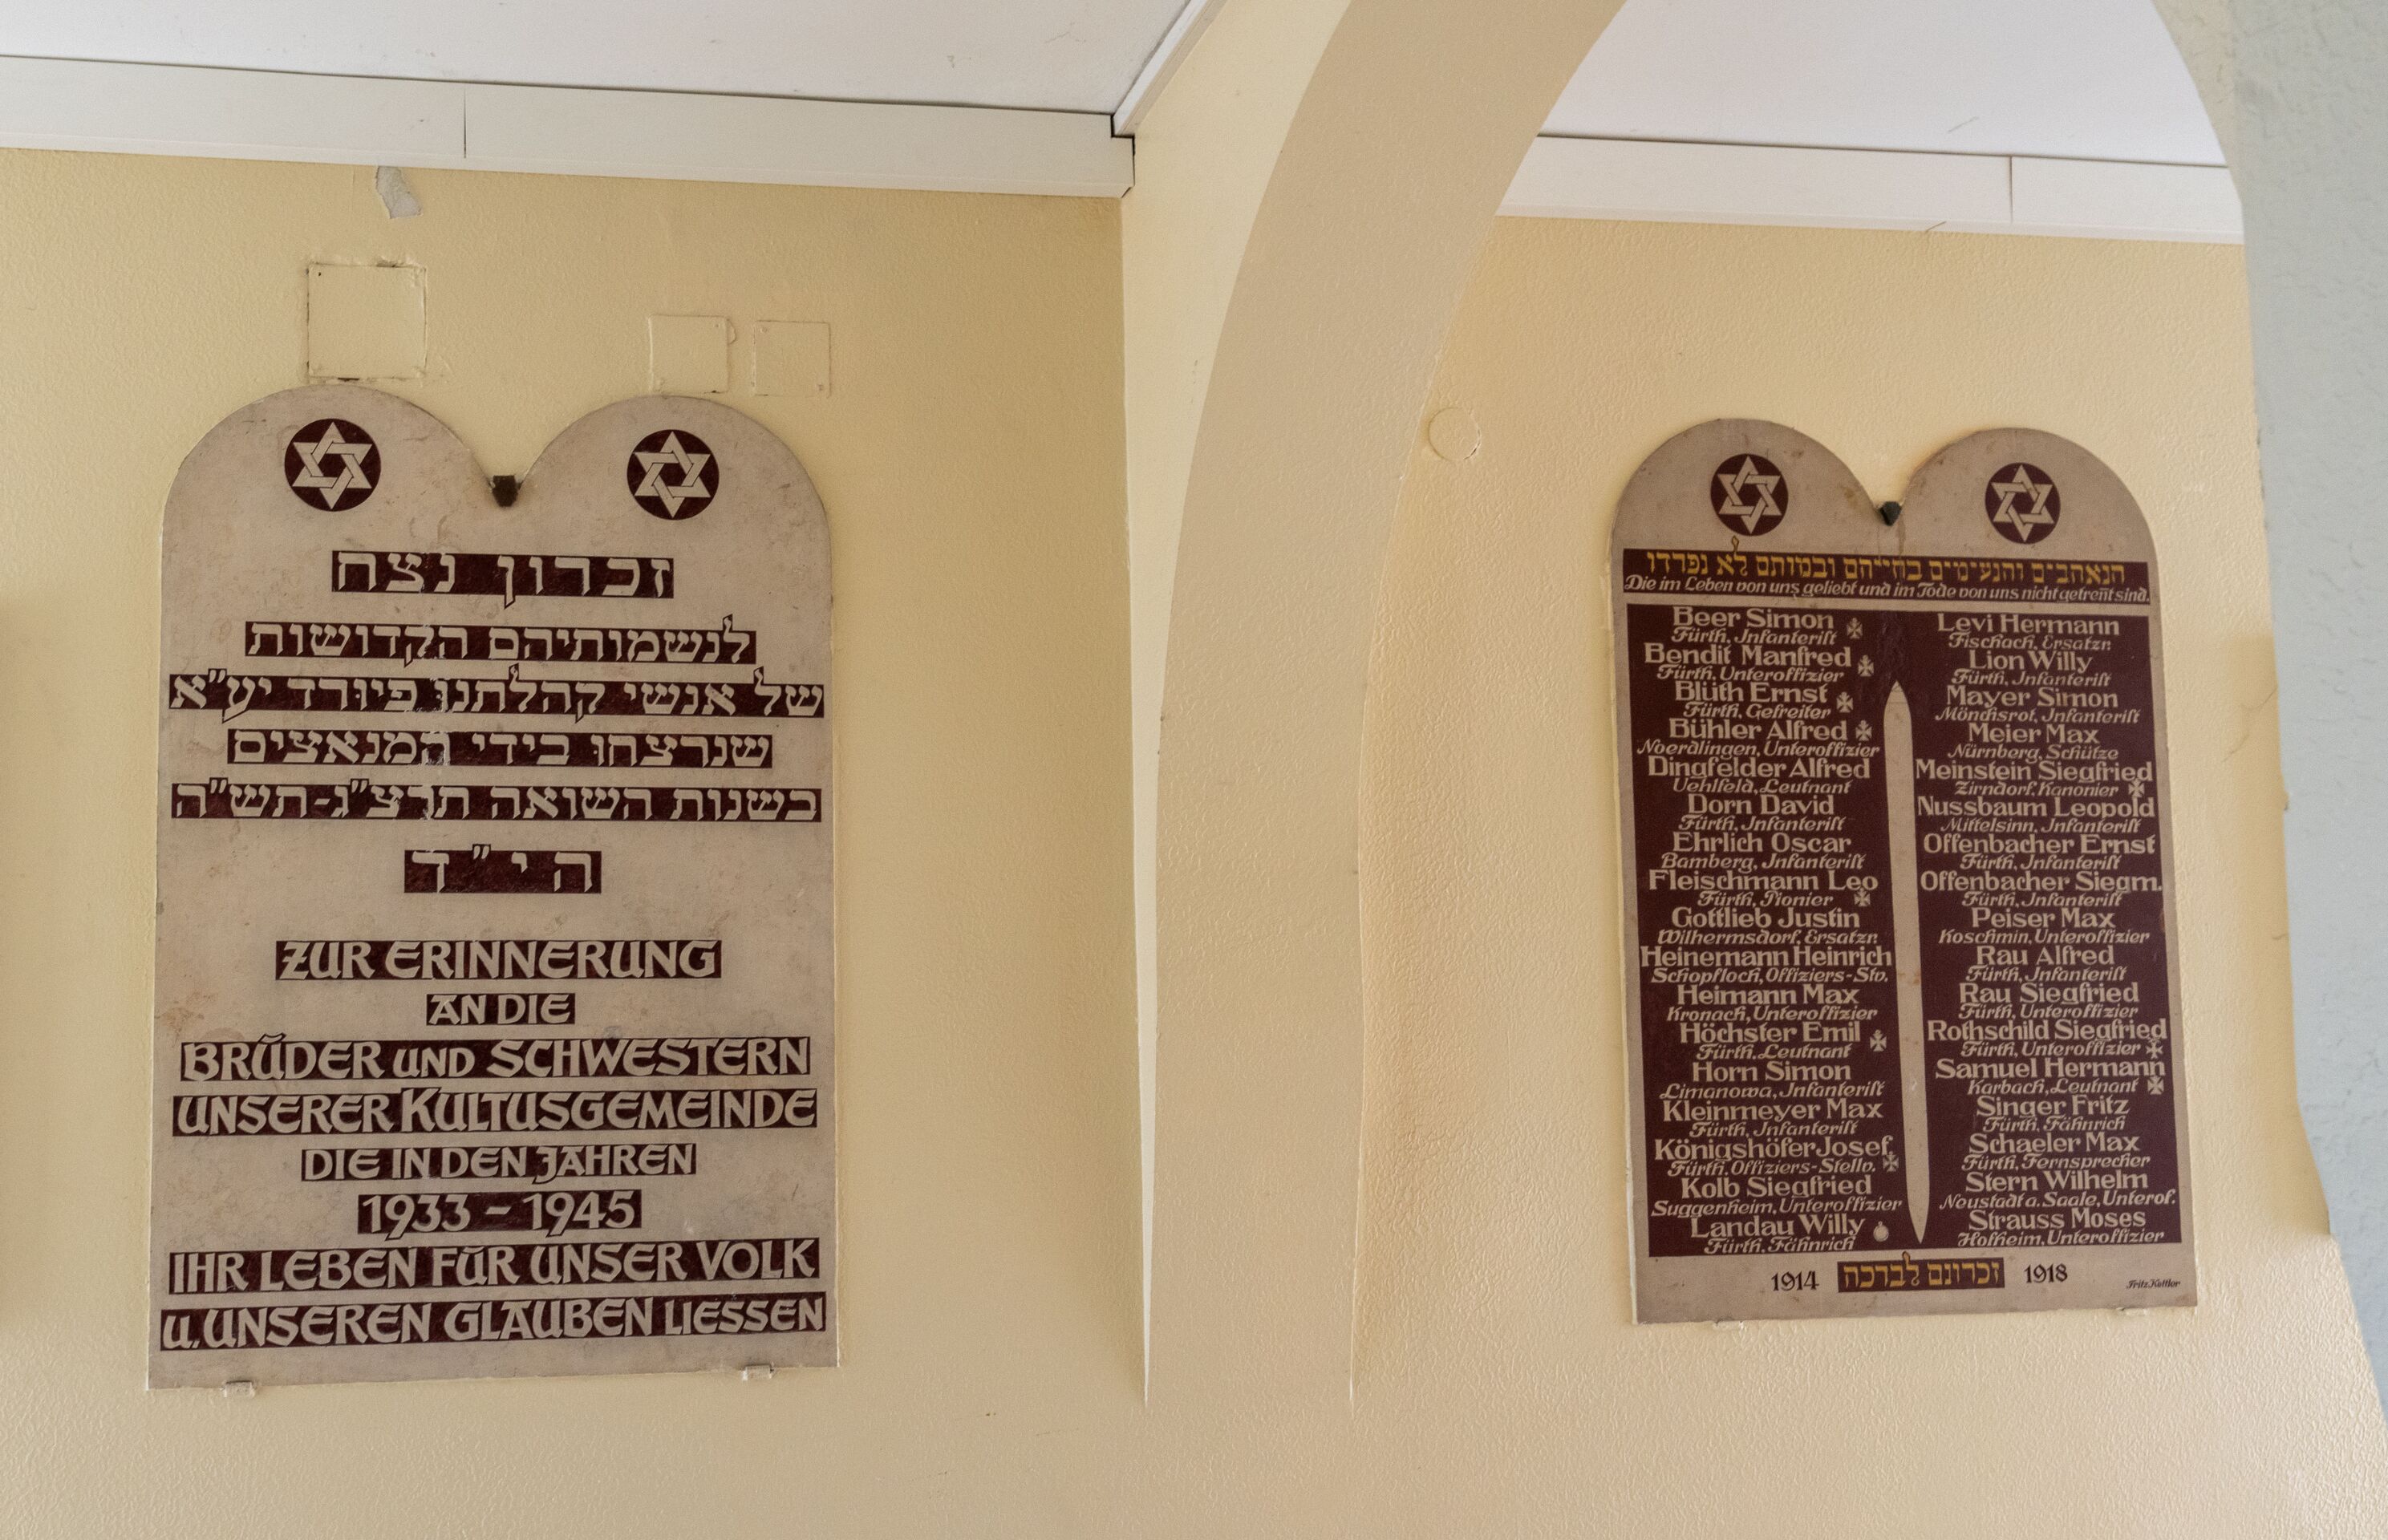 זכרון נצח
לנשמותיהם הקדושות
של אנשי קהלתנו פיורד יע"א
שנרצחו בידי המנאצים
בשנות השואה תרצ"ג-תש"ה
הי"ד
ZUR ERINNERUNG
AN DIE
BRŬDER UND SCHWESTERN
UNSERER KULTUSGEMEINDE
DIE IN DEN JAHREN
1933 - 1945
IHR LEBEN FŬR UNSER VOLK
u. UNSEREN GLAUBEN LIESSEN
הנאהבים והנעימים בחייהם ובמותם לא נפרדו
Die im Leben von uns geliebt und im Tode von uns nicht getreñt sind.
Beer Simon
Fürth, Infanterist
Bendit Manfred
Fürth, Unteroffizier
Blüth Ernst
Fürth, Gefreiter
Bühler Alfred
Noerdlingen, Unteroffizier
Dingfelder Alfred
Uehlfeld, Leutnant
Dorn David
Fürth, Infanterist
Ehrlich Oscar
Bamberg, Infanterist
Fleischmann Leo
Fürth, Pionier
Gottlieb Justin
Wilhermsdorf, Ersatzr.
Heinemann Heinrich
Schopfloch, Offiziers-Stv.
Heimann Max
Kronach, Unteroffizier
Höchster Emil
Fürth, Leutnant
Horn Simon
Limanowa, Infanterist
Kleinmeyer Max
Fürth, Infanterist
Königshöfer Josef
Fürth, Offiziers-Stellv.
Kolb Siegfried
Suggenheim, Unteroffizier
Landau Willy
Fürth, Fähnrich
Levi Hermann
Fischach, Ersatzr.
Lion Willy
Fürth, Infanterist
Mayer Simon
Mönchsrot, Infanterist
Meier Max
Nürnberg, Schütze
Meinstein Siegfried
Zirndorf, Kanonier
Nussbaum Leopold
Mittelsinn, Infanterist
Offenbacher Ernst
Fürth, Infanterist
Offenbacher Siegm.
Fürth, Infanterist
Peiser Max
Koschmin, Unteroffizier
Rau Alfred
Fürth, Infanterist
Rau Siegfried
Fürth, Unteroffizier
Rothschild Siegfried
Fürth, Unteroffizier
Samuel Hermann
Karbach, Leutnant
Singer Fritz
Fürth, Fähnrich
Schaeler Max
Fürth, Fernsprecher
Stern Wilhelm
Neustadt a. Saale, Unterof.
Strauss Moses
Hofheim, Unteroffizier
1914 זכרונם לברכה 1918
Fritz Kettler